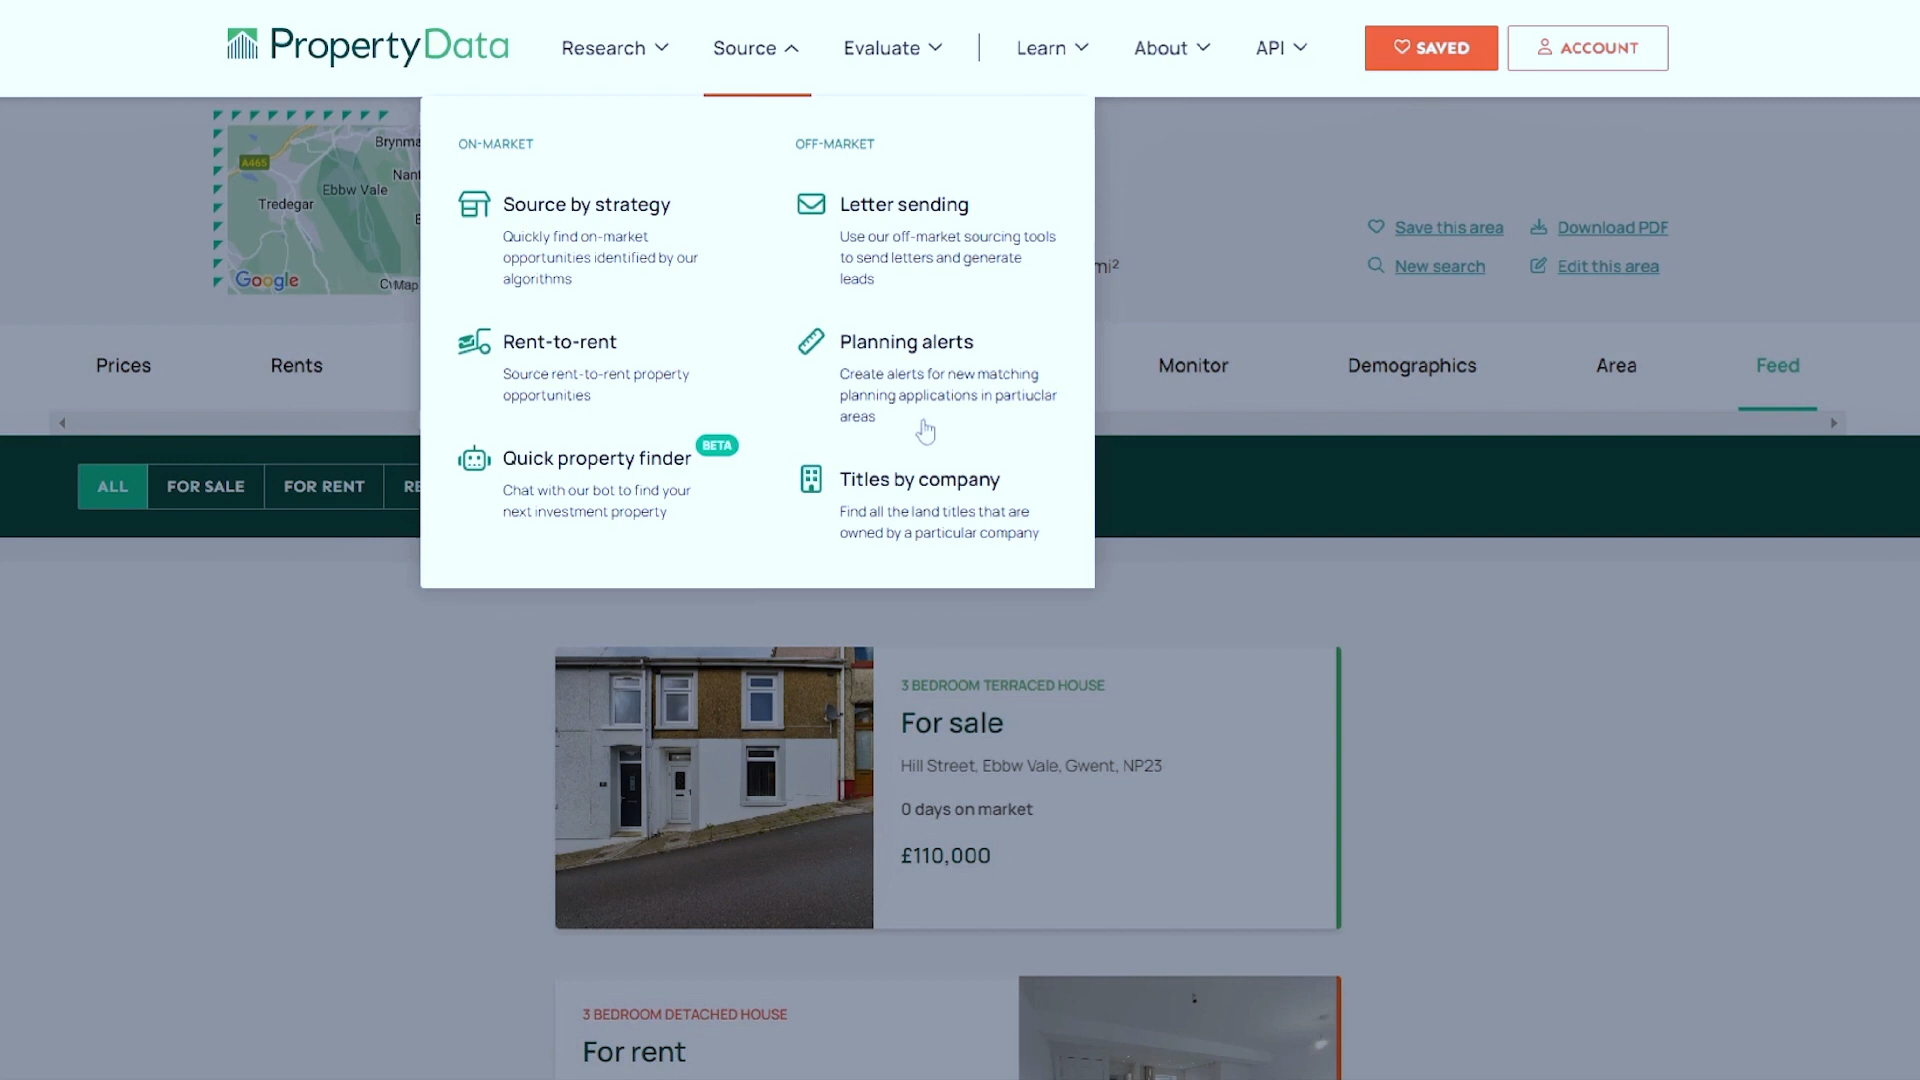 PropertyData
Research
Source
Evaluate
Learn
About
API
SAVED
ACCOUNT
ON-MARKET
Source by strategy
Quickly find on-market
opportunities identified by our
algorithms
Rent-to-rent
Source rent-to-rent property
opportunities
Quick property finder
BETA
Chat with our bot to find your
next investment property
OFF-MARKET
Letter sending
Use our off-market sourcing tools
to send letters and generate
leads
Planning alerts
Create alerts for new matching
planning applications in partiuclar
areas
Titles by company
Find all the land titles that are
owned by a particular company
A465
Ebbw Vale
Tredegar
Google
mi²
Save this area
Download PDF
New search
Edit this area
Prices
Rents
Monitor
Demographics
Area
Feed
ALL
FOR SALE
FOR RENT
3 BEDROOM TERRACED HOUSE
For sale
Hill Street, Ebbw Vale, Gwent, NP23
0 days on market
£110,000
3 BEDROOM DETACHED HOUSE
For rent